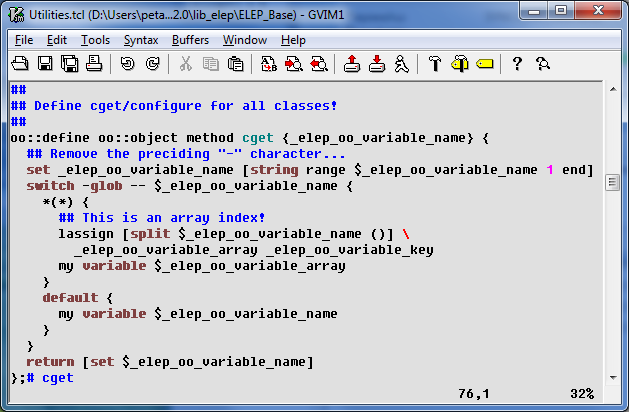 Utilities.tcl (D:\Users\peta...2.0\lib_elep\ELEP_Base) - GVIM1
File Edit Tools Syntax Buffers Window Help
##
## Define cget/configure for all classes!
##
oo::define oo::object method cget {_elep_oo_variable_name} {
  ## Remove the preciding "-" character...
  set _elep_oo_variable_name [string range $_elep_oo_variable_name 1 end]
  switch -glob -- $_elep_oo_variable_name {
    *(*) {
      ## This is an array index!
      lassign [split $_elep_oo_variable_name ()] \
        _elep_oo_variable_array _elep_oo_variable_key
      my variable $_elep_oo_variable_array
    }
    default {
      my variable $_elep_oo_variable_name
    }
  }
  return [set $_elep_oo_variable_name]
};# cget
76,1 32%